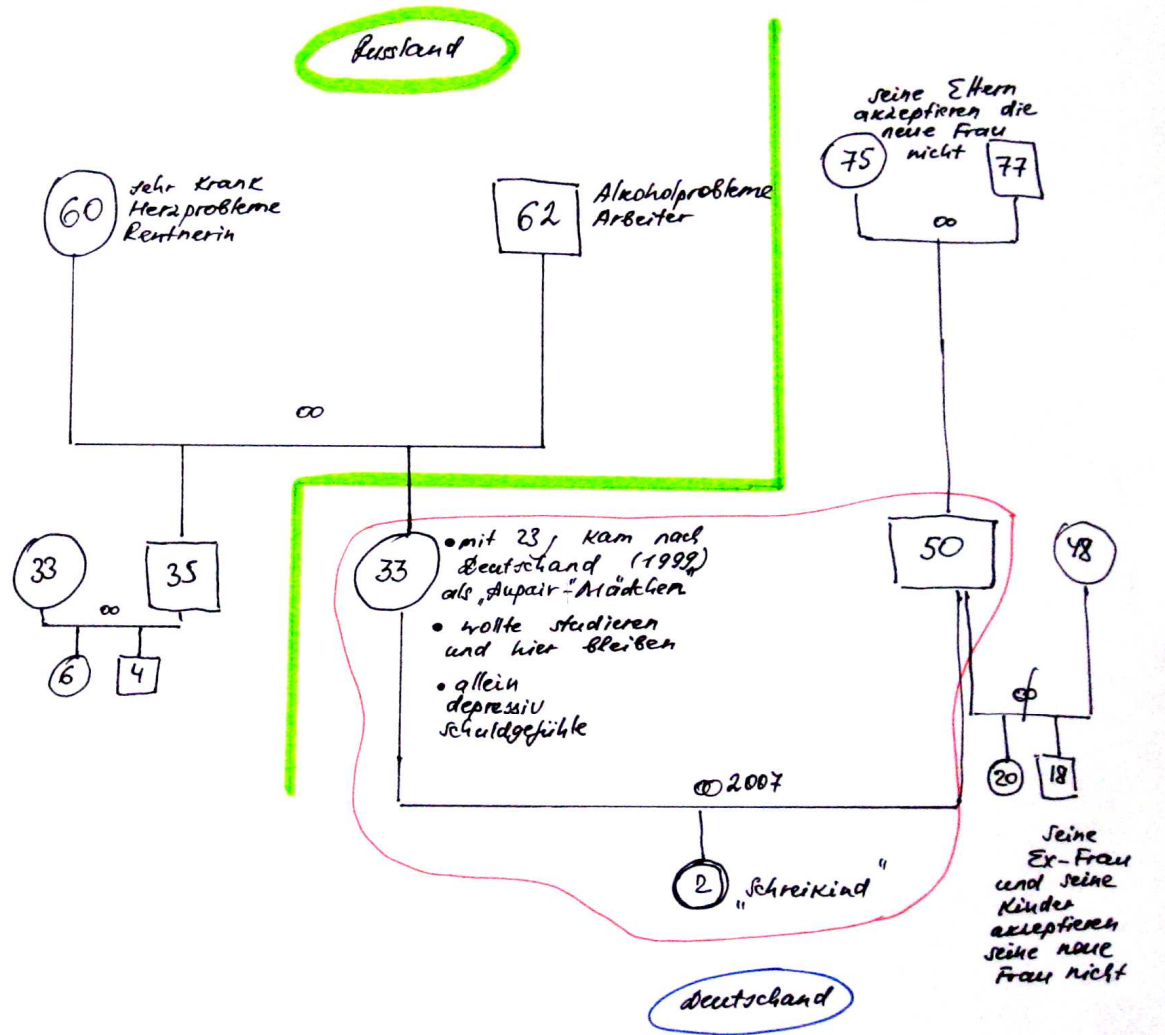 Russland
seine Eltern
akzeptieren die
neue Frau
nicht
75
77
∞
60
sehr krank
Herzprobleme
Rentnerin
62
Alkoholprobleme
Arbeiter
∞
33
35
∞
6
4
33
• mit 23, kam nach
Deutschand (1999)
als „Aupair-Mädchen"
• wollte studieren
und hier bleiben
• allein
depressiv
schuldgefühle
50
48
∞
20
18
∞ 2007
2
„Schreikind"
seine
Ex-Frau
und seine
Kinder
akzeptieren
seine neue
Frau nicht
Deutschand